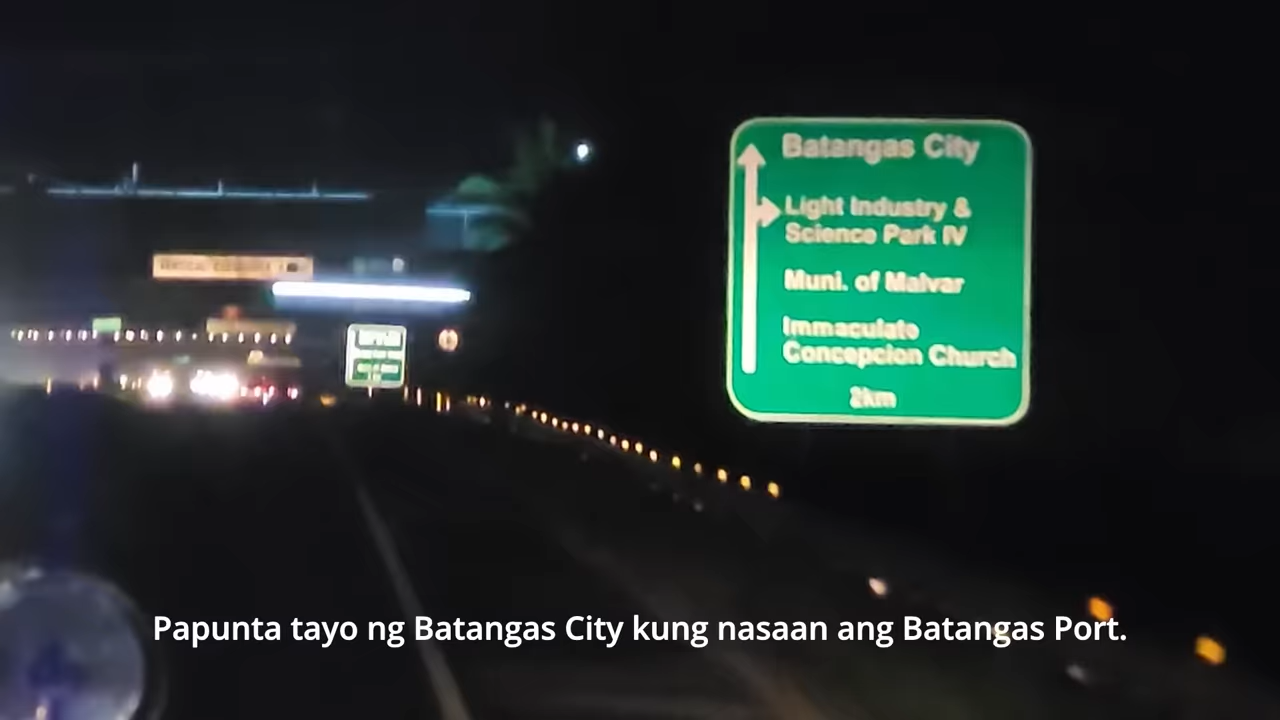 Batangas City
Light Industry &
Science Park IV
Muni. of Malvar
Immaculate
Concepcion Church
2km
Papunta tayo ng Batangas City kung nasaan ang Batangas Port.